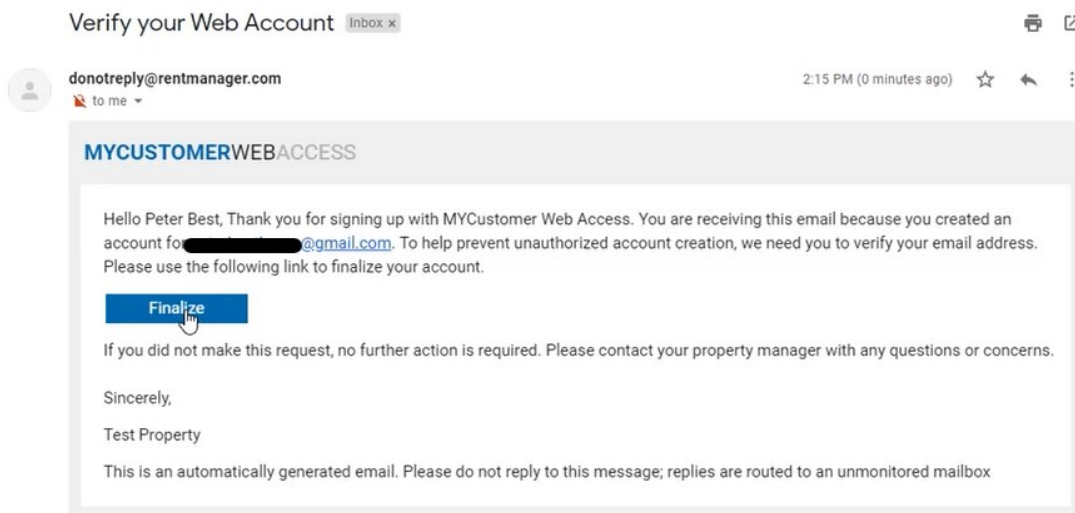 Verify your Web Account Inbox x
donotreply@rentmanager.com 2:15 PM (0 minutes ago)
to me
MYCUSTOMERWEBACCESS
Hello Peter Best, Thank you for signing up with MYCustomer Web Access. You are receiving this email because you created an
account for @gmail.com. To help prevent unauthorized account creation, we need you to verify your email address.
Please use the following link to finalize your account.
Finalize
If you did not make this request, no further action is required. Please contact your property manager with any questions or concerns.
Sincerely,
Test Property
This is an automatically generated email. Please do not reply to this message; replies are routed to an unmonitored mailbox